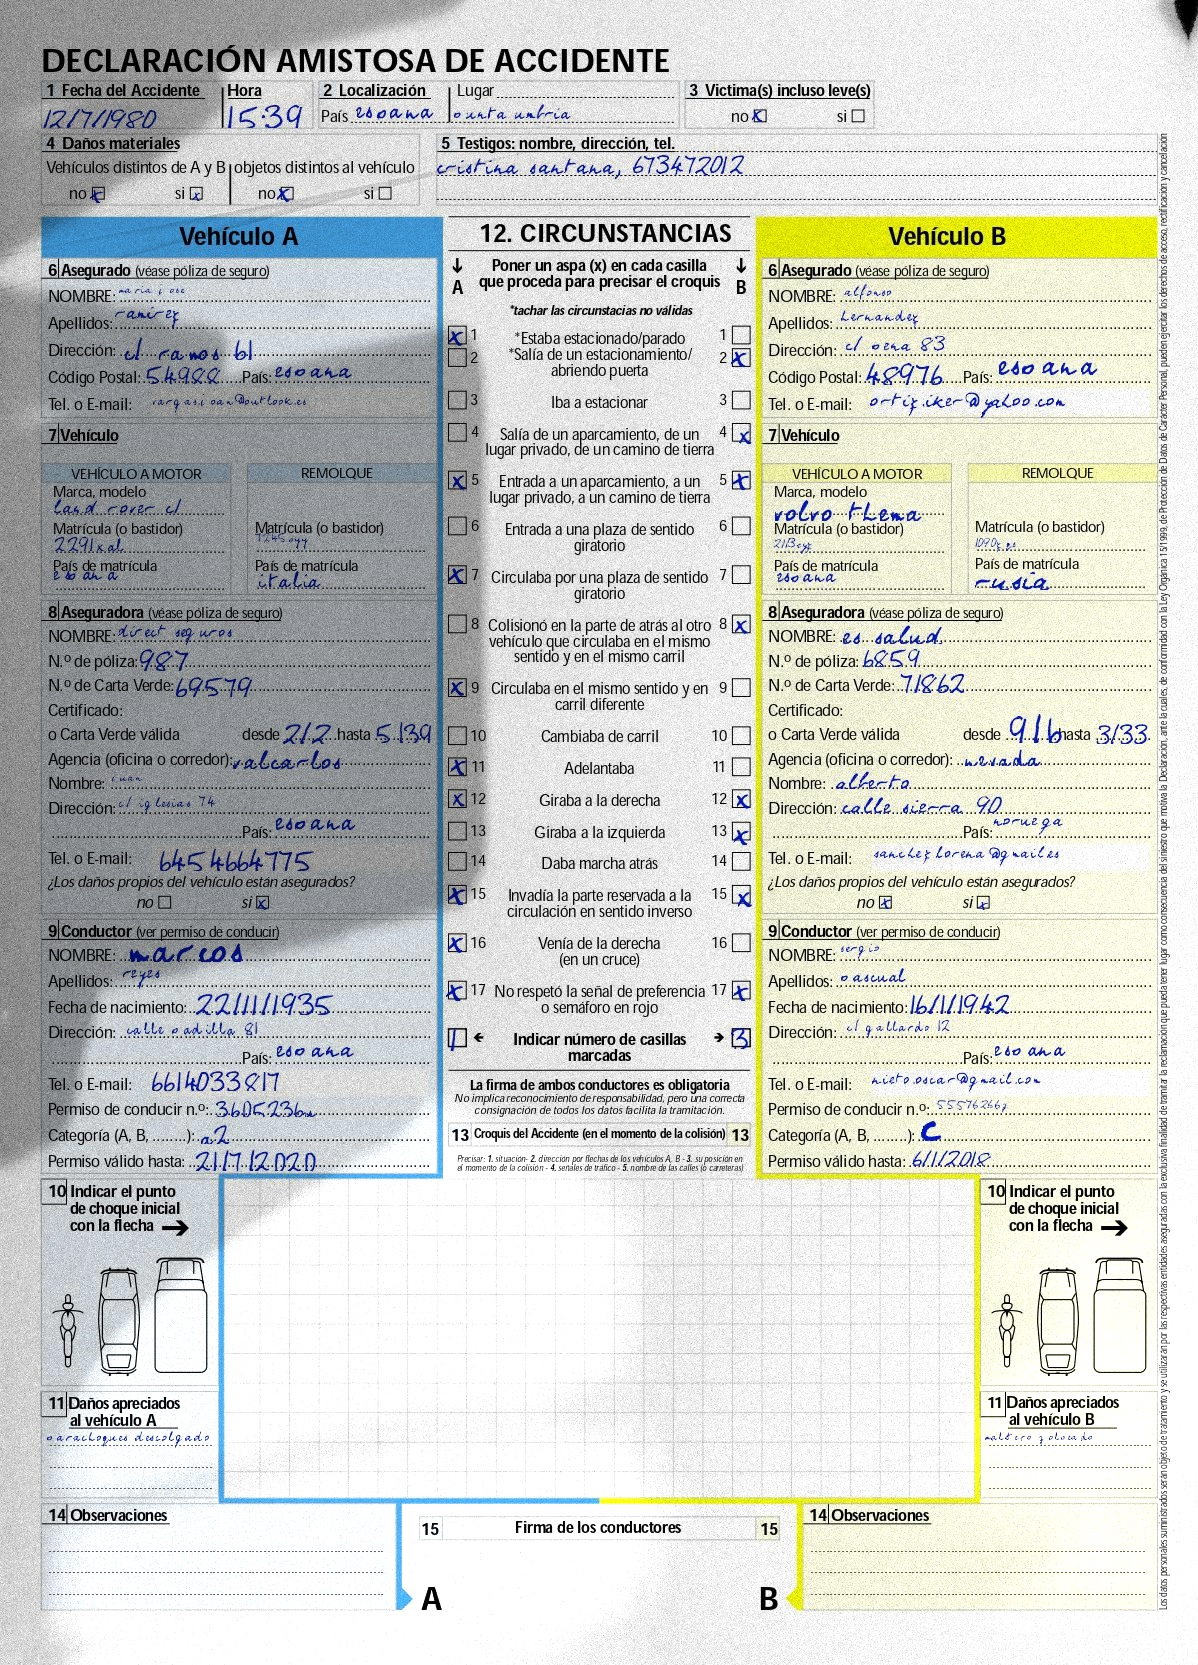 DECLARACIÓN AMISTOSA DE ACCIDENTE
1 Fecha del Accidente Hora 2 Localización Lugar 3 Victima(s) incluso leve(s)
12/7/1980 15:39 País esoana ounta umbria no x si
4 Daños materiales 5 Testigos: nombre, dirección, tel.
Vehículos distintos de A y B objetos distintos al vehículo cristina santana, 673472012
no x si x no x si
Vehículo A 12. CIRCUNSTANCIAS Vehículo B
Poner un aspa (x) en cada casilla
que proceda para precisar el croquis
A B
*tachar las circunstacias no válidas
x 1 *Estaba estacionado/parado 1
2 *Salía de un estacionamiento/ 2 x
abriendo puerta
3 Iba a estacionar 3
4 Salía de un aparcamiento, de un 4 x
lugar privado, de un camino de tierra
x 5 Entrada a un aparcamiento, a un 5 x
lugar privado, a un camino de tierra
6 Entrada a una plaza de sentido 6
giratorio
x 7 Circulaba por una plaza de sentido 7
giratorio
8 Colisionó en la parte de atrás al otro 8 x
vehículo que circulaba en el mismo
sentido y en el mismo carril
x 9 Circulaba en el mismo sentido y en 9
carril diferente
10 Cambiaba de carril 10
x 11 Adelantaba 11
x 12 Giraba a la derecha 12 x
13 Giraba a la izquierda 13 x
14 Daba marcha atrás 14
x 15 Invadía la parte reservada a la 15 x
circulación en sentido inverso
x 16 Venía de la derecha 16
(en un cruce)
x 17 No respetó la señal de preferencia 17 x
o semáforo en rojo
1 Indicar número de casillas 3
marcadas
La firma de ambos conductores es obligatoria
No implica reconocimiento de responsabilidad, pero una correcta
consignación de todos los datos facilita la tramitación.
13 Croquis del Accidente (en el momento de la colisión) 13
Precisar: 1. situación- 2. dirección por flechas de los vehículos A, B - 3. su posición en
el momento de la colisión - 4. señales de tráfico - 5. nombre de las calles (o carreteras)
6 Asegurado (véase póliza de seguro)
NOMBRE: maria jose
Apellidos: ramirez
Dirección: c/ ramos 61
Código Postal: 54988 País: esoana
Tel. o E-mail: vargasjoan@outlook.es
7 Vehículo
VEHÍCULO A MOTOR REMOLQUE
Marca, modelo
land rover cl
Matrícula (o bastidor) Matrícula (o bastidor)
2291xal 1245oyy
País de matrícula País de matrícula
esoana italia
8 Aseguradora (véase póliza de seguro)
NOMBRE: direct seguros
N.º de póliza: 987
N.º de Carta Verde: 69579
Certificado:
o Carta Verde válida desde 2/2 hasta 5/39
Agencia (oficina o corredor): valcarlos
Nombre: juan
Dirección: c/ iglesias 74
País: esoana
Tel. o E-mail: 6454664775
¿Los daños propios del vehículo están asegurados?
no si x
9 Conductor (ver permiso de conducir)
NOMBRE: marcos
Apellidos: reyes
Fecha de nacimiento: 22/11/1935
Dirección: calle oadilla 81
País: esoana
Tel. o E-mail: 6614033817
Permiso de conducir n.º: 3605236w
Categoría (A, B, ........): a2
Permiso válido hasta: 21/7/2020
10 Indicar el punto
de choque inicial
con la flecha
11 Daños apreciados
al vehículo A
oarachoques descolgado
14 Observaciones
6 Asegurado (véase póliza de seguro)
NOMBRE: alfonso
Apellidos: hernandez
Dirección: c/ oena 83
Código Postal: 48976 País: esoana
Tel. o E-mail: ortiz.iker@yahoo.com
7 Vehículo
VEHÍCULO A MOTOR REMOLQUE
Marca, modelo
volvo thema
Matrícula (o bastidor) Matrícula (o bastidor)
País de matrícula País de matrícula
esoana rusia
8 Aseguradora (véase póliza de seguro)
NOMBRE: es salud
N.º de póliza: 6859
N.º de Carta Verde: 71862
Certificado:
o Carta Verde válida desde 9/6 hasta 3/33
Agencia (oficina o corredor): nevada
Nombre: alberto
Dirección: calle sierra 90
País: noruega
Tel. o E-mail: sanchez lorena@gmail.es
¿Los daños propios del vehículo están asegurados?
no x si x
9 Conductor (ver permiso de conducir)
NOMBRE: sergio
Apellidos: oascual
Fecha de nacimiento: 16/1/1942
Dirección: c/ gallardo 12
País: esoana
Tel. o E-mail: nieto.oscar@gmail.com
Permiso de conducir n.º: 55576266z
Categoría (A, B, ........): C
Permiso válido hasta: 6/1/2018
10 Indicar el punto
de choque inicial
con la flecha
11 Daños apreciados
al vehículo B
14 Observaciones
15 Firma de los conductores 15
A B
Los datos personales suministrados seran objeto de tratamiento y se utilizaran por las respectivas entidades aseguradas con la exclusiva finalidad de tramitar la reclamación que pueda tener lugar como consecuencia del siniestro que motiva la Declaración, ante la cuales, de conformidad con la Ley Orgánica 15/1999, de Protección de Datos de Carácter Personal, pueden ejecitar los derechos de acceso, rectificación y cancelación